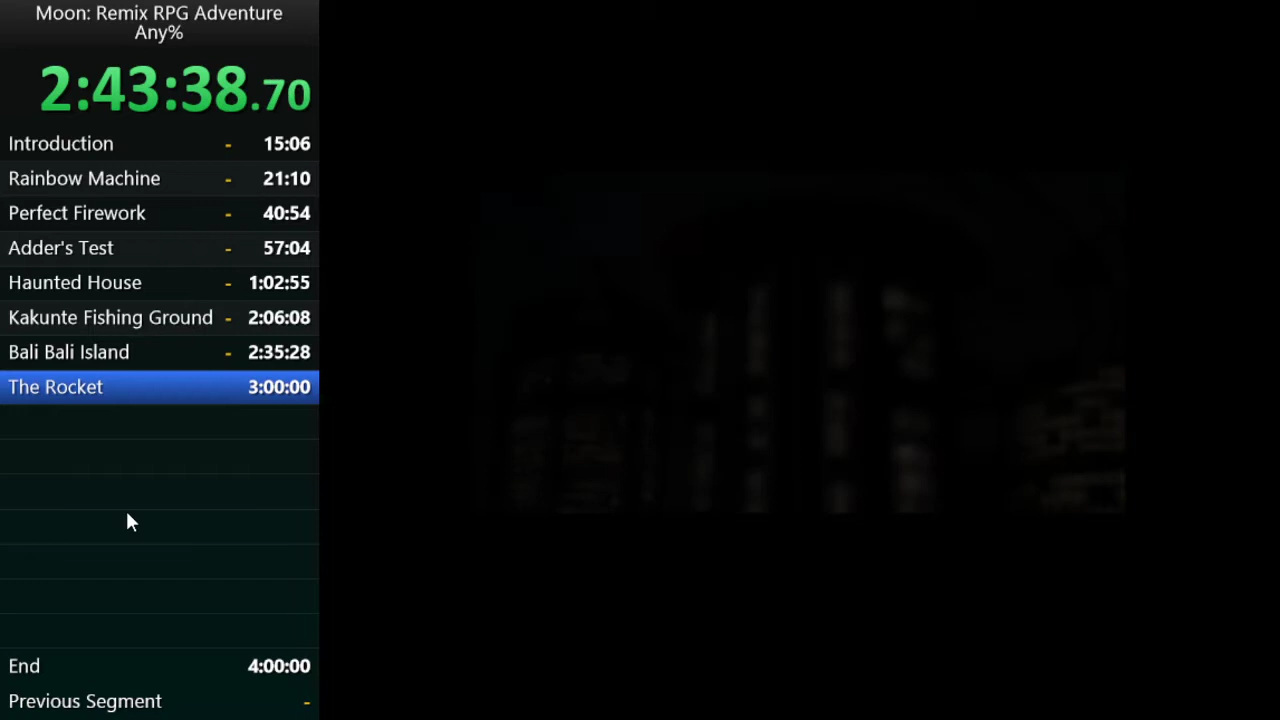 Moon: Remix RPG Adventure
Any%
2:43:38.70
Introduction - 15:06
Rainbow Machine - 21:10
Perfect Firework - 40:54
Adder's Test - 57:04
Haunted House - 1:02:55
Kakunte Fishing Ground - 2:06:08
Bali Bali Island - 2:35:28
The Rocket 3:00:00
End 4:00:00
Previous Segment -